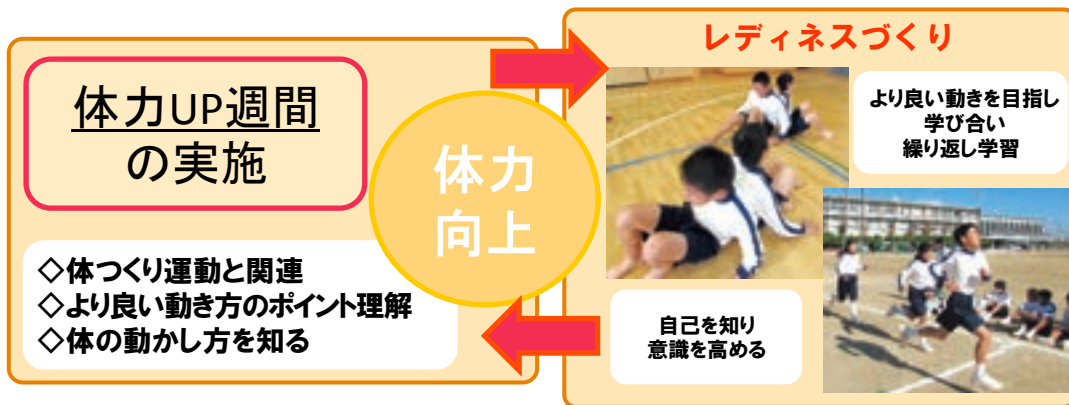 体力UP週間
の実施
◇体つくり運動と関連
◇より良い動き方のポイント理解
◇体の動かし方を知る
体力
向上
レディネスづくり
より良い動きを目指し
学び合い
繰り返し学習
自己を知り
意識を高める